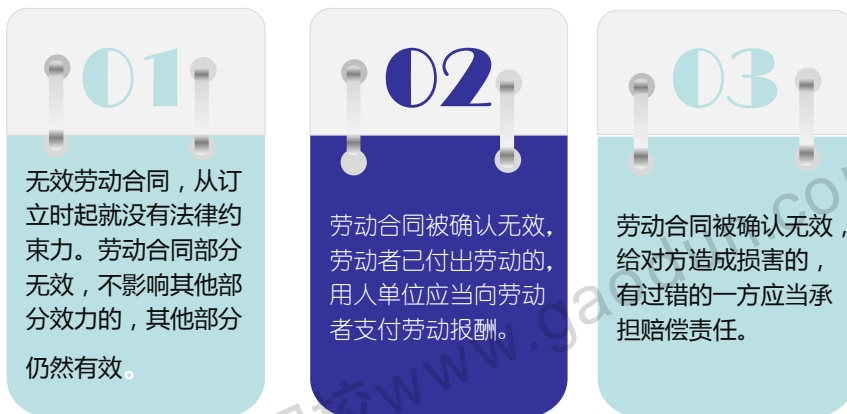 01
无效劳动合同，从订
立时起就没有法律约
束力。劳动合同部分
无效，不影响其他部
分效力的，其他部分
仍然有效。
02
劳动合同被确认无效，
劳动者已付出劳动的，
用人单位应当向劳动
者支付劳动报酬。
03
劳动合同被确认无效，
给对方造成损害的，
有过错的一方应当承
担赔偿责任。